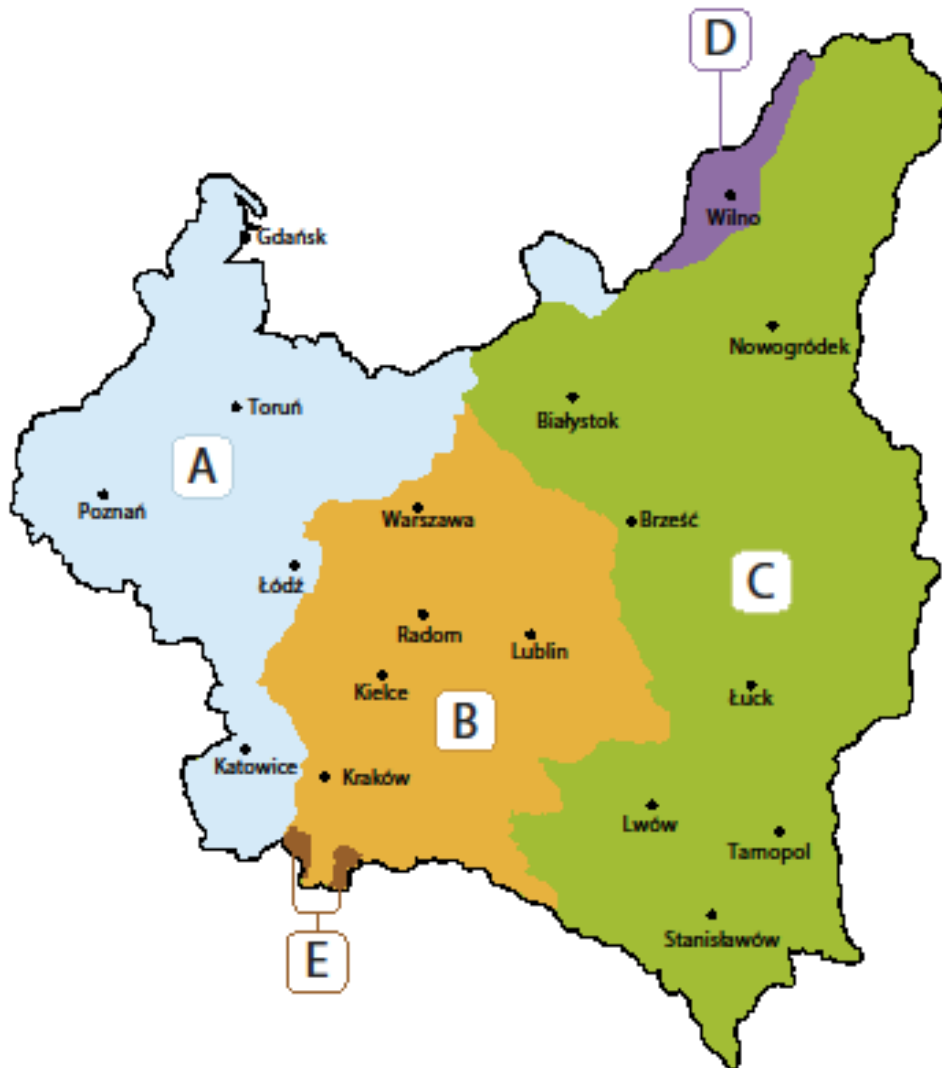 D
Wilno
Gdańsk
Nowogródek
Białystok
Toruń
A
Poznań
Warszawa
Brześć
Łódź
C
Radom
Lublin
Kielce
Łuck
B
Katowice
Kraków
Lwów
Tarnopol
Stanisławów
E